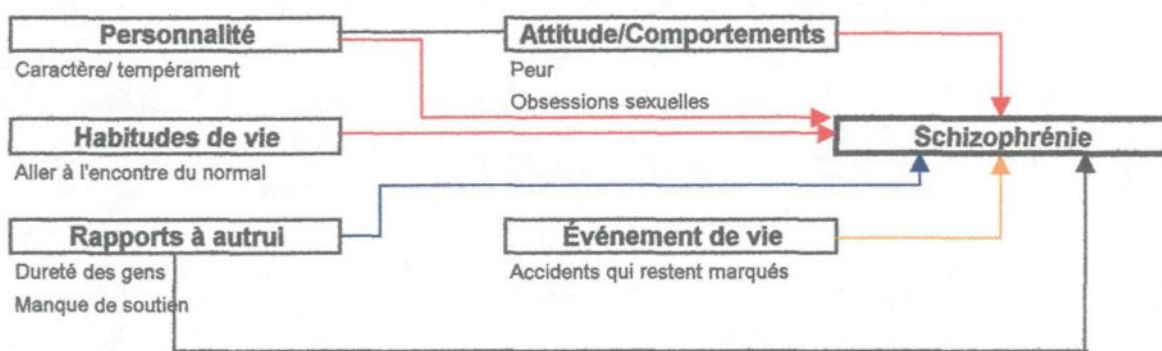 Personnalité
Caractère/ tempérament
Attitude/Comportements
Peur
Obsessions sexuelles
Habitudes de vie
Aller à l'encontre du normal
Schizophrénie
Rapports à autrui
Dureté des gens
Manque de soutien
Événement de vie
Accidents qui restent marqués